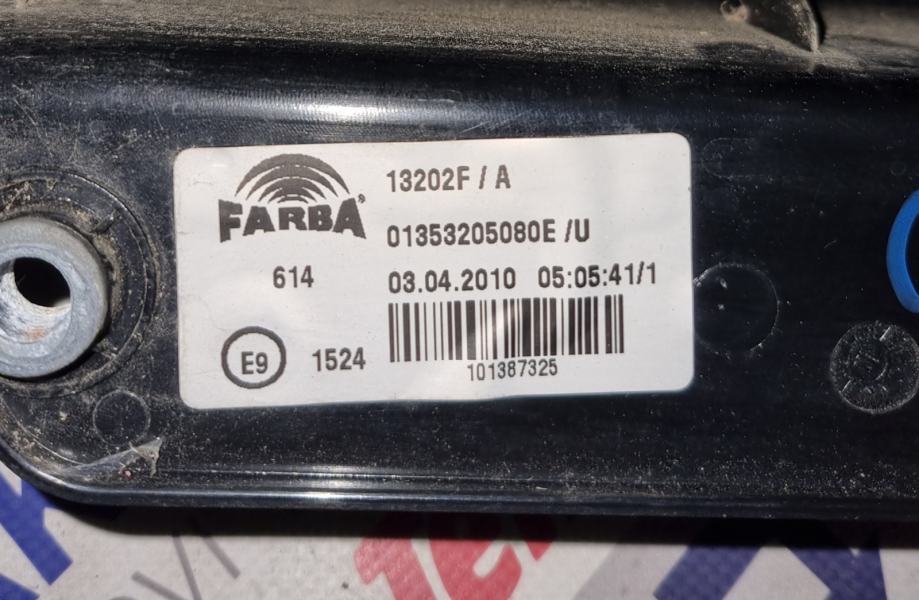 FARBA®
13202F / A
01353205080E /U
614
03.04.2010 05:05:41/1
E9
1524
101387325